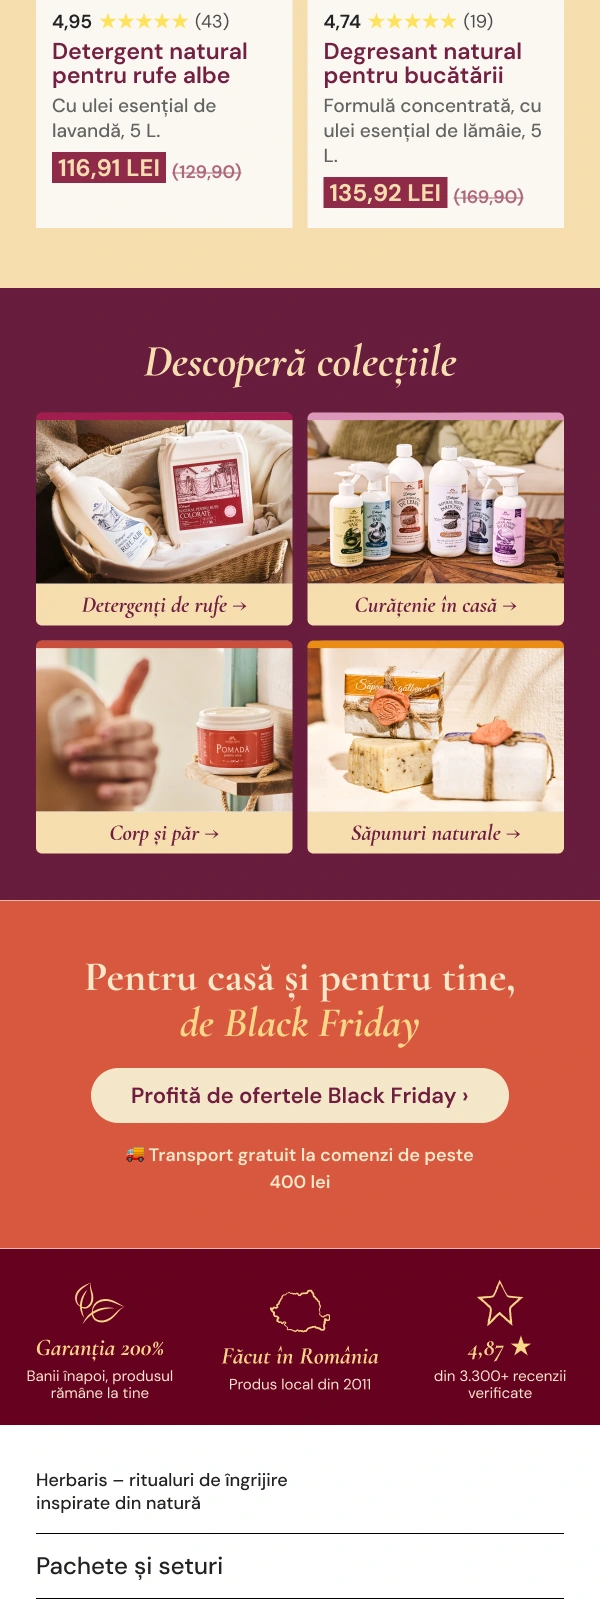 4,95 ★★★★★ (43)
Detergent natural
pentru rufe albe
Cu ulei esențial de
lavandă, 5 L.
116,91 LEI (129,90)
4,74 ★★★★★ (19)
Degresant natural
pentru bucătării
Formulă concentrată, cu
ulei esențial de lămâie, 5
L.
135,92 LEI (169,90)
Descoperă colecțiile
COLORATE
Detergenți de rufe →
Curățenie în casă →
POMADĂ
Corp și păr →
Săpunuri naturale →
Pentru casă și pentru tine,
de Black Friday
Profită de ofertele Black Friday ›
🚚 Transport gratuit la comenzi de peste
400 lei
Garanția 200%
Banii înapoi, produsul
rămâne la tine
Făcut în România
Produs local din 2011
4,87 ★
din 3.300+ recenzii
verificate
Herbaris – ritualuri de îngrijire
inspirate din natură
Pachete și seturi